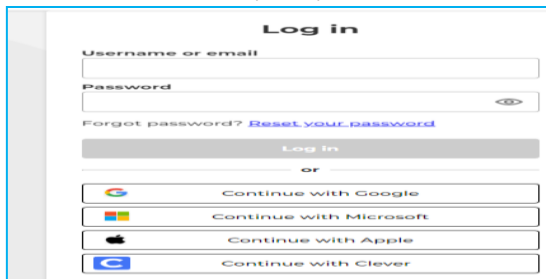 Log in
Username or email
Password
Forgot password? Reset your password
Log in
or
Continue with Google
Continue with Microsoft
Continue with Apple
C Continue with Clever